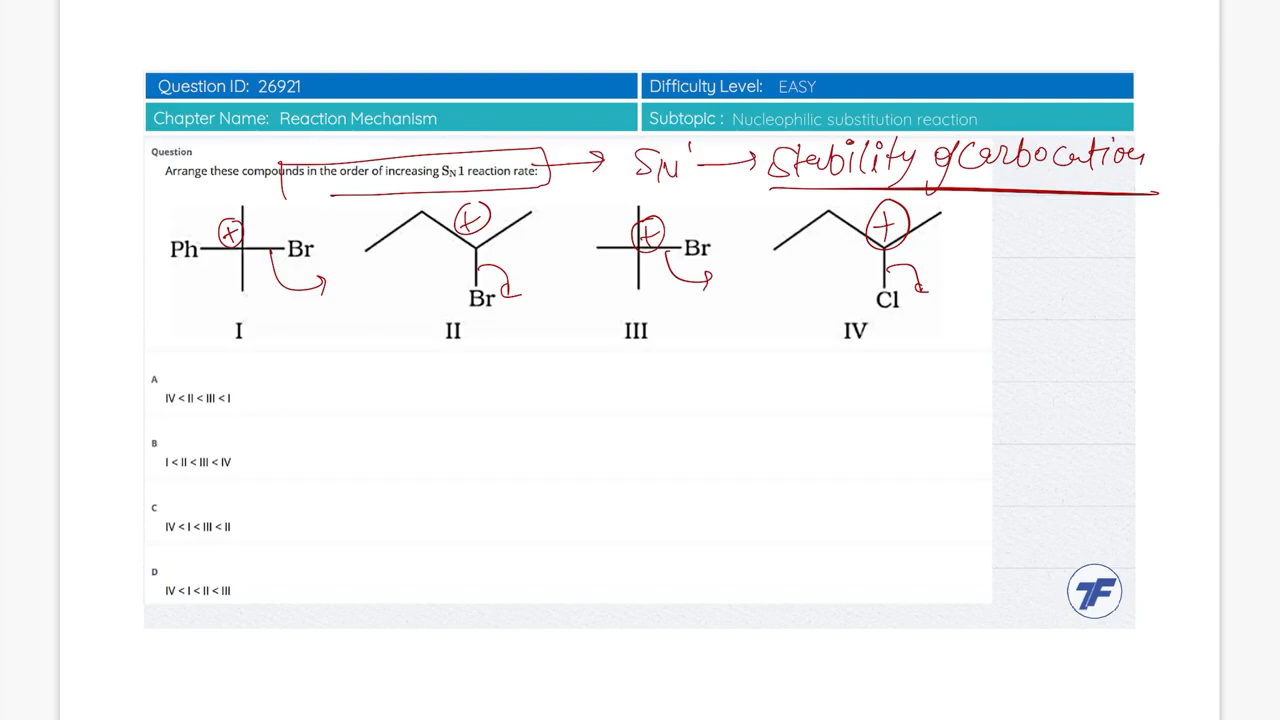 Question ID: 26921
Difficulty Level: EASY
Chapter Name: Reaction Mechanism
Subtopic : Nucleophilic substitution reaction
Question
Arrange these compounds in the order of increasing S_N1 reaction rate:
→ SN¹ → Stability of Carbocation
Ph + Br
+ Br
+ Br
+ Cl
I II III IV
A
IV < II < III < I
B
I < II < III < IV
C
IV < I < III < II
D
IV < I < II < III
TF